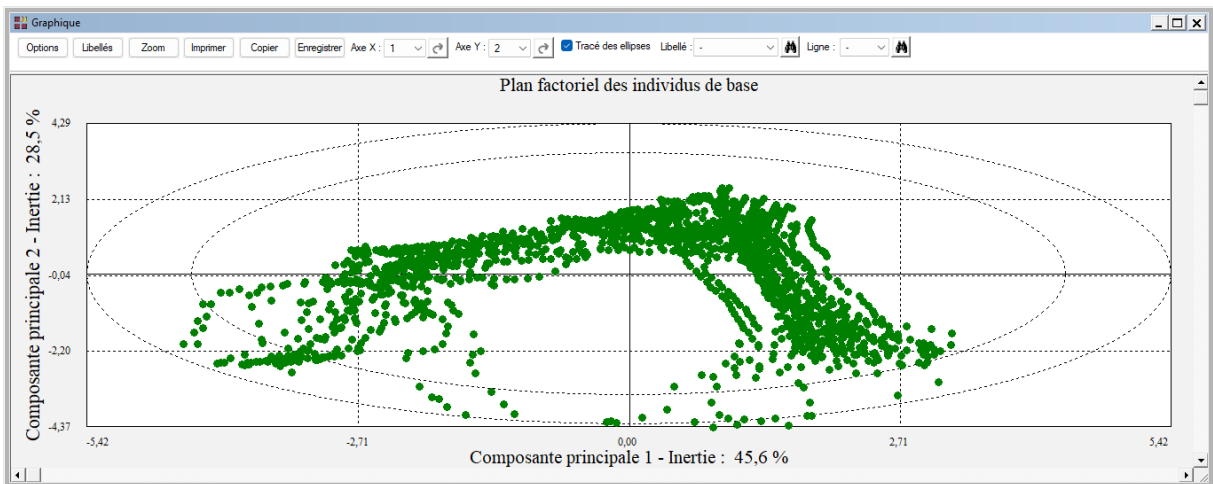 Graphique
Options Libellés Zoom Imprimer Copier Enregistrer Axe X : 1 Axe Y : 2 Tracé des ellipses Libellé : - Ligne : -
Plan factoriel des individus de base
Composante principale 2 - Inertie : 28,5 %
4,29
2,13
-0,04
-2,20
-4,37
-5,42 -2,71 0,00 2,71 5,42
Composante principale 1 - Inertie : 45,6 %